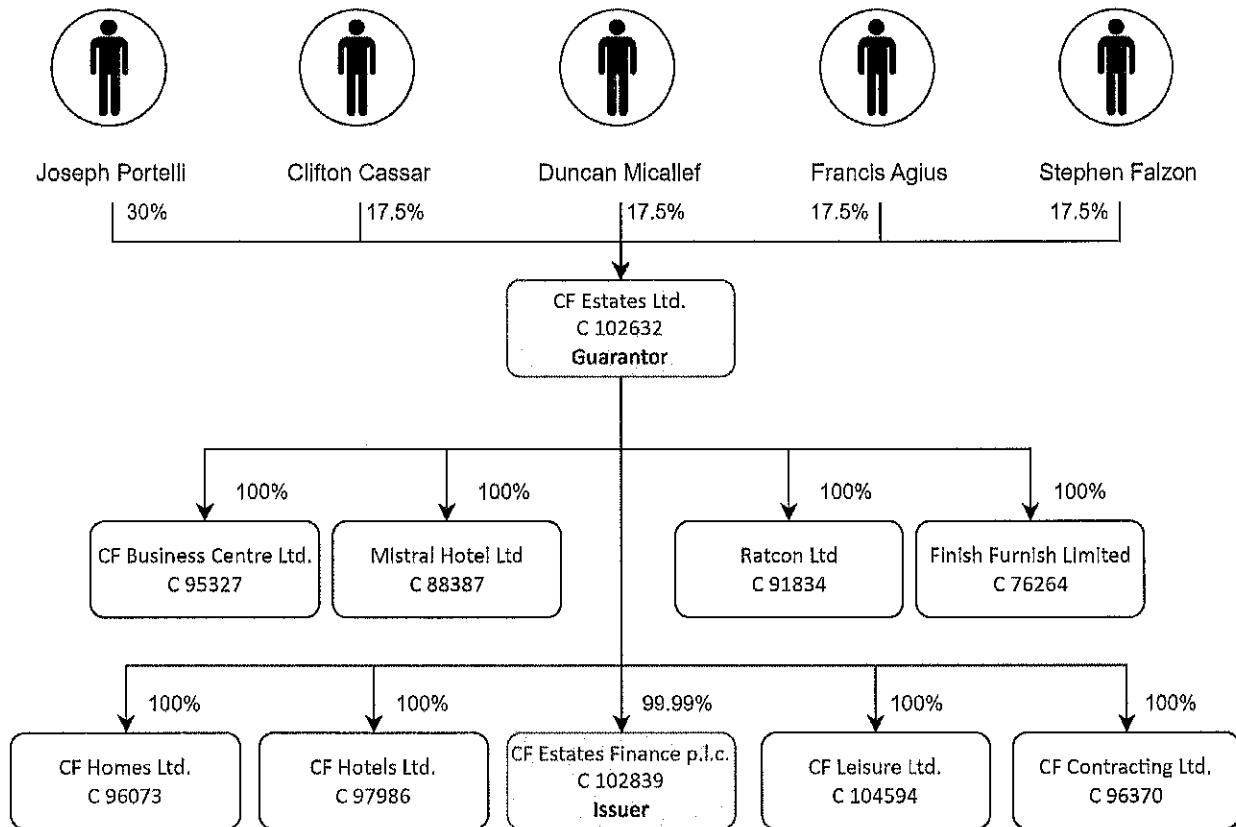 Joseph Portelli
Clifton Cassar
Duncan Micallef
Francis Agius
Stephen Falzon
30%
17.5%
17.5%
17.5%
17.5%
CF Estates Ltd.
C 102632
Guarantor
100%
100%
100%
100%
CF Business Centre Ltd.
C 95327
Mistral Hotel Ltd
C 88387
Ratcon Ltd
C 91834
Finish Furnish Limited
C 76264
100%
100%
99.99%
100%
100%
CF Homes Ltd.
C 96073
CF Hotels Ltd.
C 97986
CF Estates Finance p.l.c.
C 102839
Issuer
CF Leisure Ltd.
C 104594
CF Contracting Ltd.
C 96370